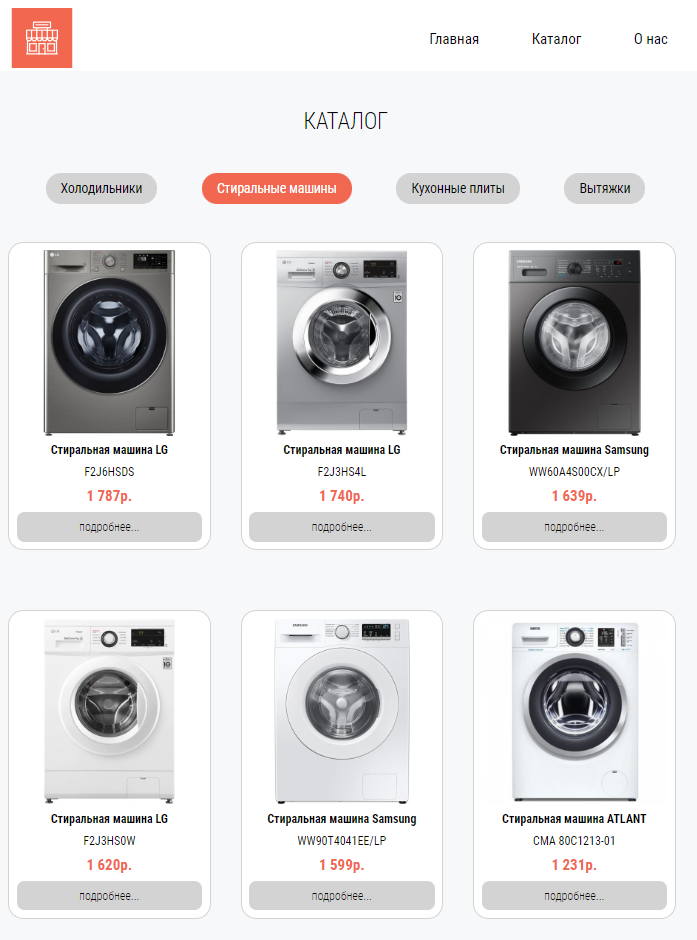 Главная Каталог О нас
КАТАЛОГ
Холодильники Стиральные машины Кухонные плиты Вытяжки
Стиральная машина LG
F2J6HSDS
1 787р.
подробнее...
Стиральная машина LG
F2J3HS4L
1 740р.
подробнее...
Стиральная машина Samsung
WW60A4S00CX/LP
1 639р.
подробнее...
Стиральная машина LG
F2J3HS0W
1 620р.
подробнее...
Стиральная машина Samsung
WW90T4041EE/LP
1 599р.
подробнее...
Стиральная машина ATLANT
СМА 80С1213-01
1 231р.
подробнее...